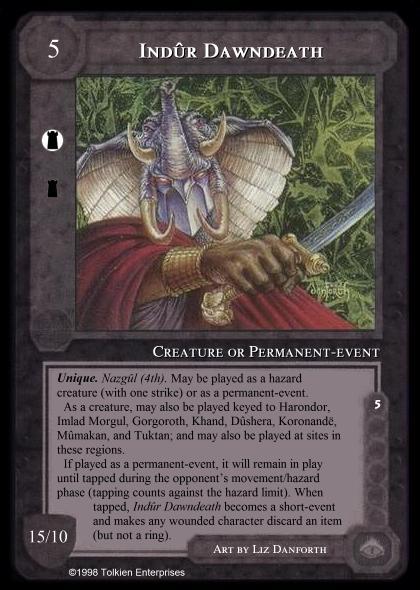 5
INDÛR DAWNDEATH
danforth
CREATURE OR PERMANENT-EVENT
Unique. Nazgûl (4th). May be played as a hazard
creature (with one strike) or as a permanent-event.
As a creature, may also be played keyed to Harondor,
Imlad Morgul, Gorgoroth, Khand, Dûshera, Koronandë,
Mûmakan, and Tuktan; and may also be played at sites in
these regions.
If played as a permanent-event, it will remain in play
until tapped during the opponent's movement/hazard
phase (tapping counts against the hazard limit). When
tapped, Indûr Dawndeath becomes a short-event
and makes any wounded character discard an item
(but not a ring).
5
15/10
ART BY LIZ DANFORTH
©1998 Tolkien Enterprises